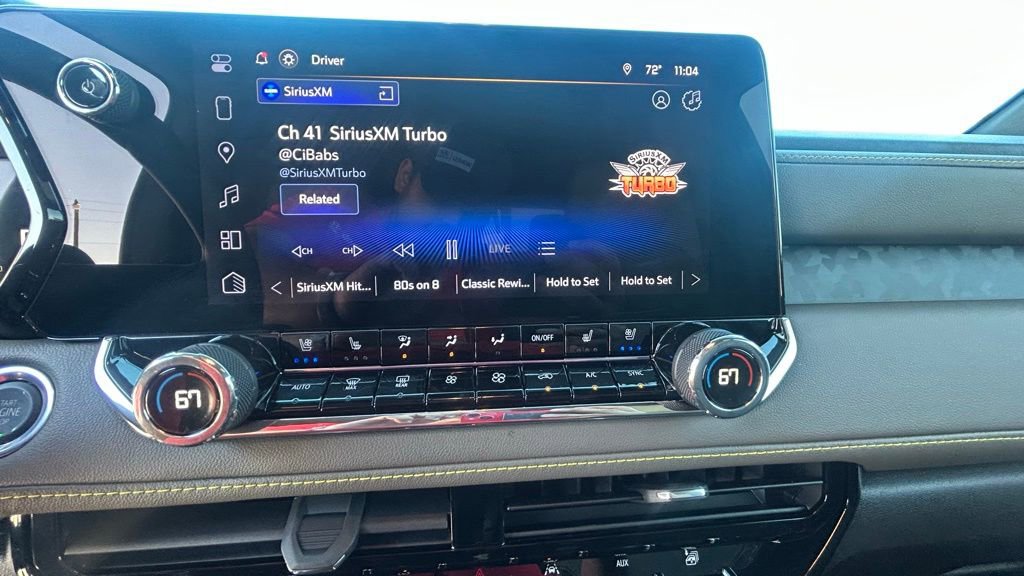 Driver
72° 11:04
SiriusXM
Ch 41 SiriusXM Turbo
@CiBabs
@SiriusXMTurbo
SIRIUSXM
TURBO
Related
CH CH LIVE
SiriusXM Hit... 80s on 8 Classic Rewi... Hold to Set Hold to Set
ON/OFF
AUTO MAX REAR A/C SYNC
67 67
START
ENGINE
AUX